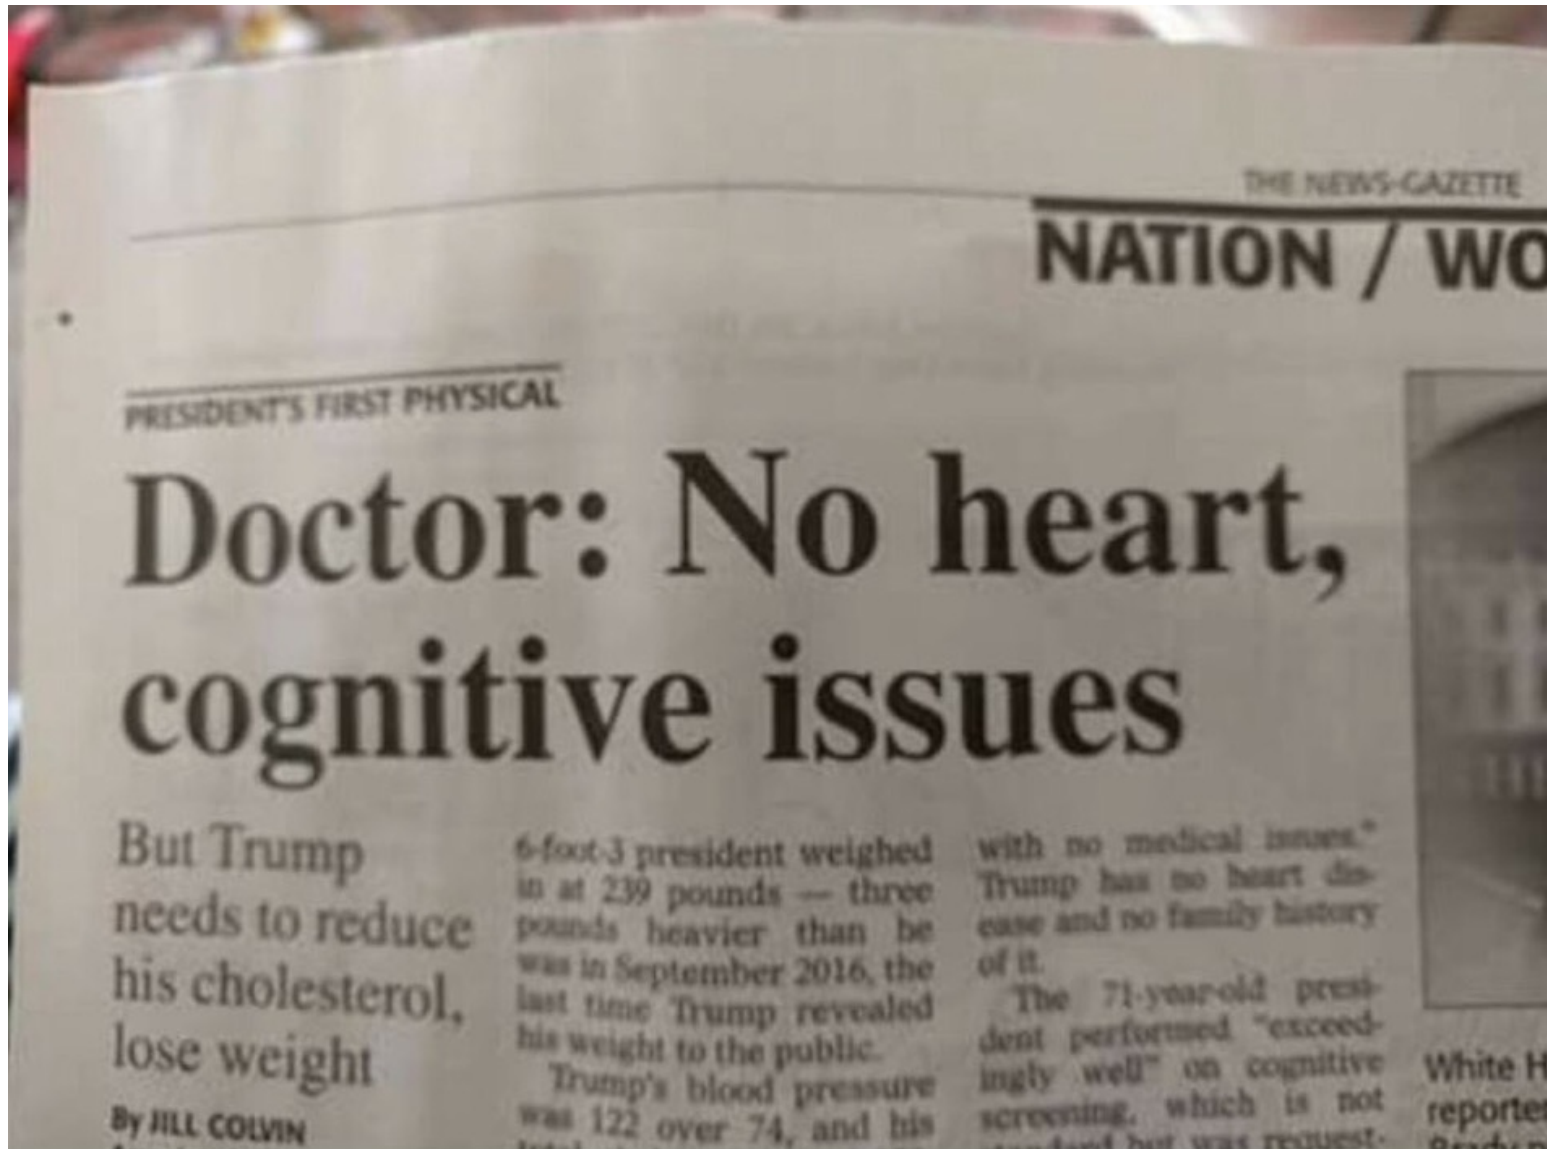 THE NEWS-GAZETTE
NATION / WO
PRESIDENT'S FIRST PHYSICAL
Doctor: No heart,
cognitive issues
But Trump
needs to reduce
his cholesterol,
lose weight
By JILL COLVIN
6-foot-3 president weighed
in at 239 pounds — three
pounds heavier than he
was in September 2016, the
last time Trump revealed
his weight to the public.
Trump's blood pressure
was 122 over 74, and his
with no medical issues."
Trump has no heart dis-
ease and no family history
of it.
The 71-year-old presi-
dent performed "exceed-
ingly well" on cognitive
screening, which is not
standard but was request-
White H
reporte